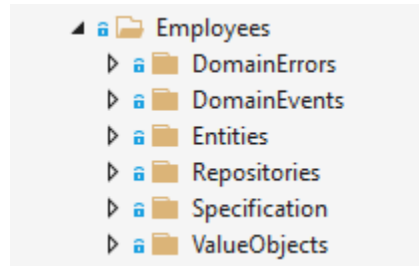 Employees
DomainErrors
DomainEvents
Entities
Repositories
Specification
ValueObjects